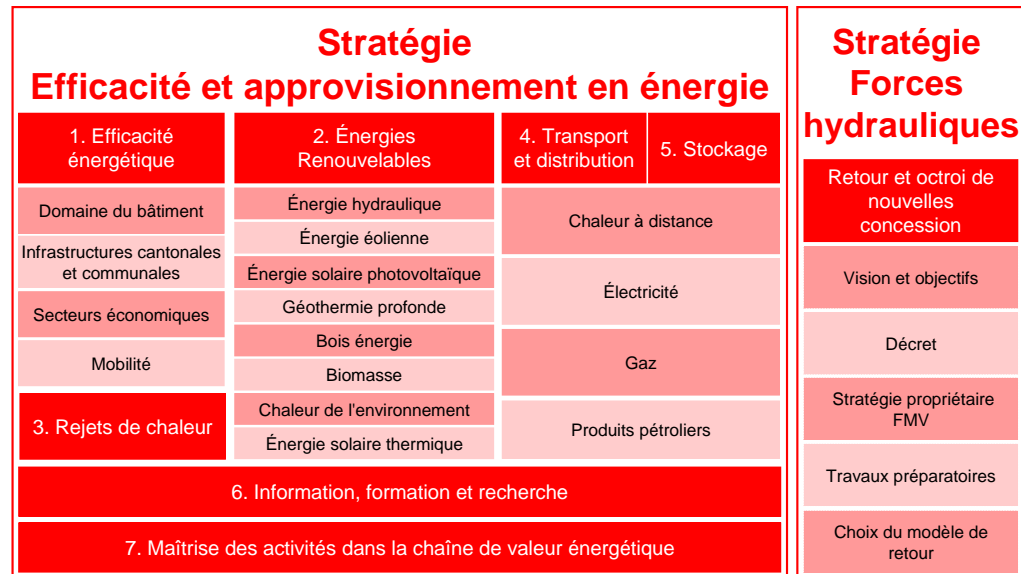 Stratégie
Efficacité et approvisionnement en énergie
1. Efficacité
énergétique
Domaine du bâtiment
Infrastructures cantonales
et communales
Secteurs économiques
Mobilité
3. Rejets de chaleur
2. Énergies
Renouvelables
Énergie hydraulique
Énergie éolienne
Énergie solaire photovoltaïque
Géothermie profonde
Bois énergie
Biomasse
Chaleur de l'environnement
Énergie solaire thermique
4. Transport
et distribution
5. Stockage
Chaleur à distance
Électricité
Gaz
Produits pétroliers
6. Information, formation et recherche
7. Maîtrise des activités dans la chaîne de valeur énergétique
Stratégie
Forces
hydrauliques
Retour et octroi de
nouvelles
concession
Vision et objectifs
Décret
Stratégie propriétaire
FMV
Travaux préparatoires
Choix du modèle de
retour